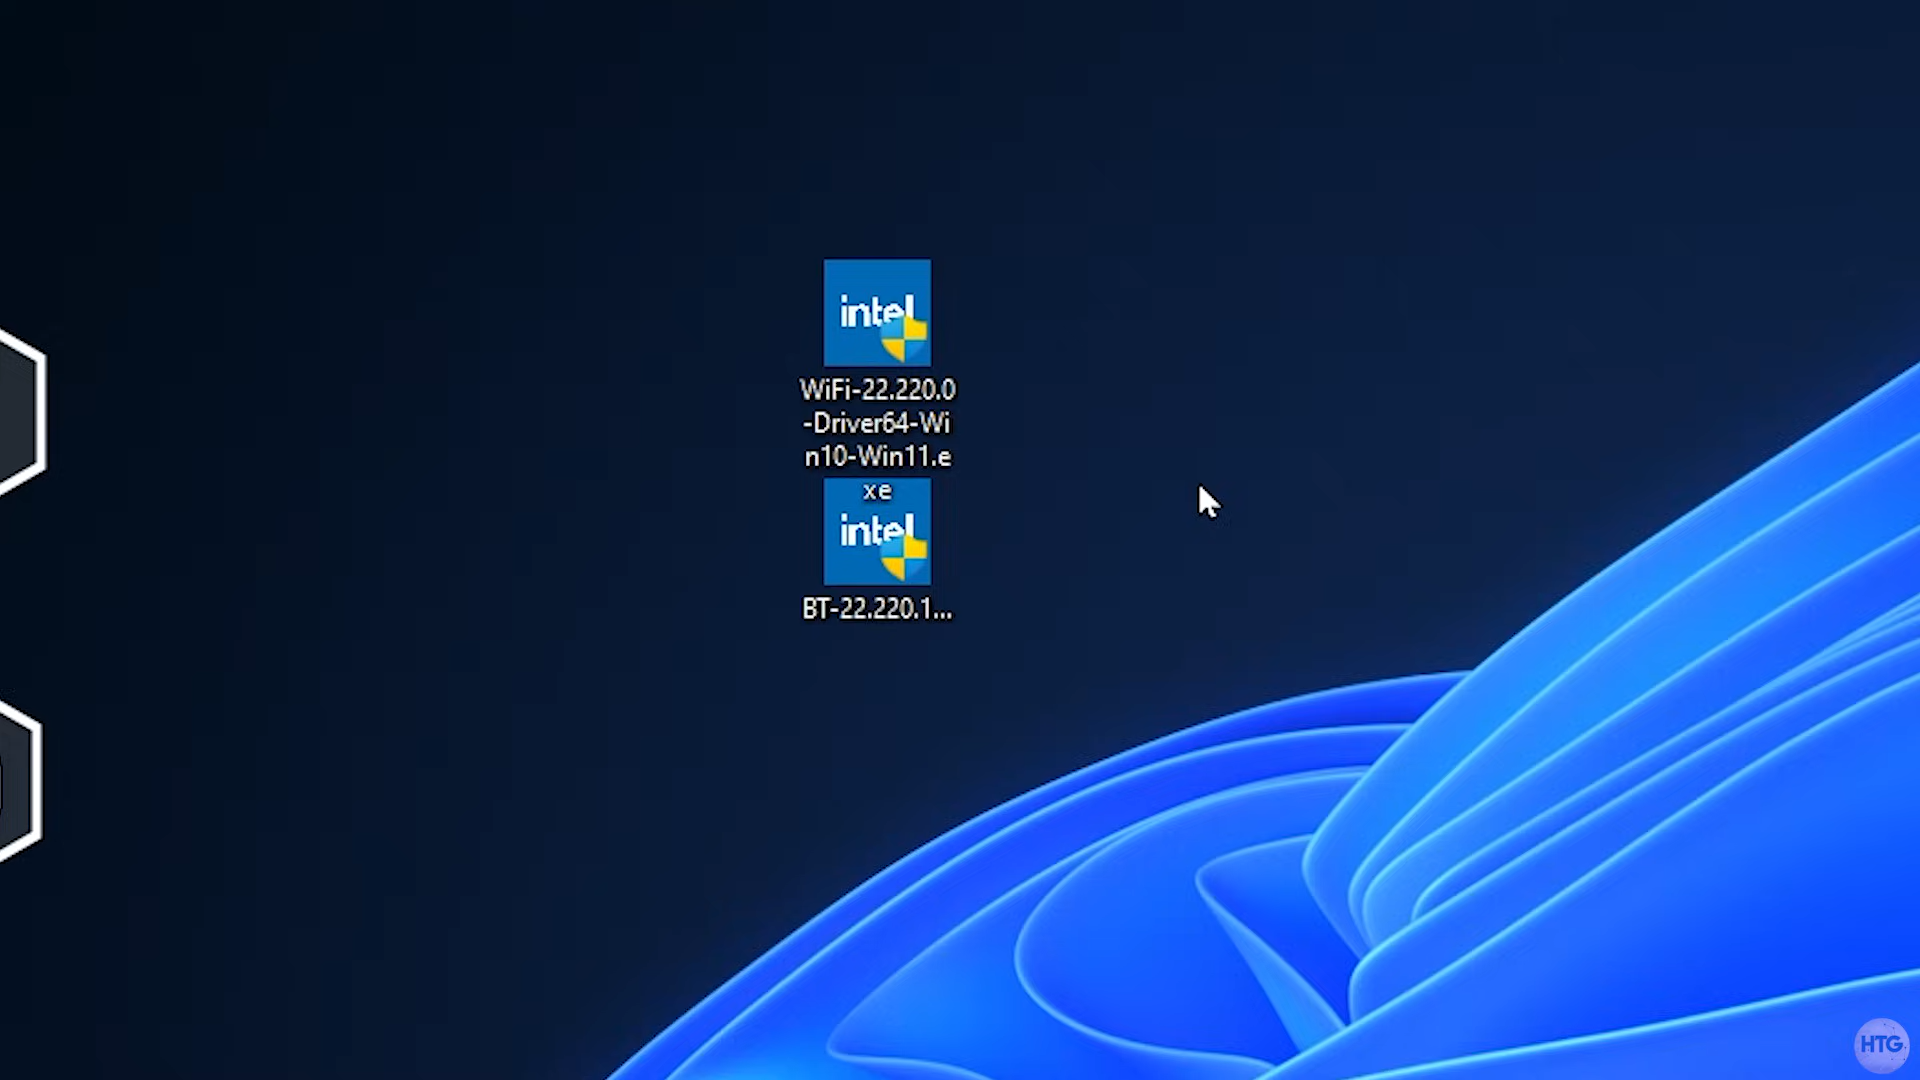 intel
WiFi-22.220.0
-Driver64-Wi
n10-Win11.e
xe
intel
BT-22.220.1...
HTG